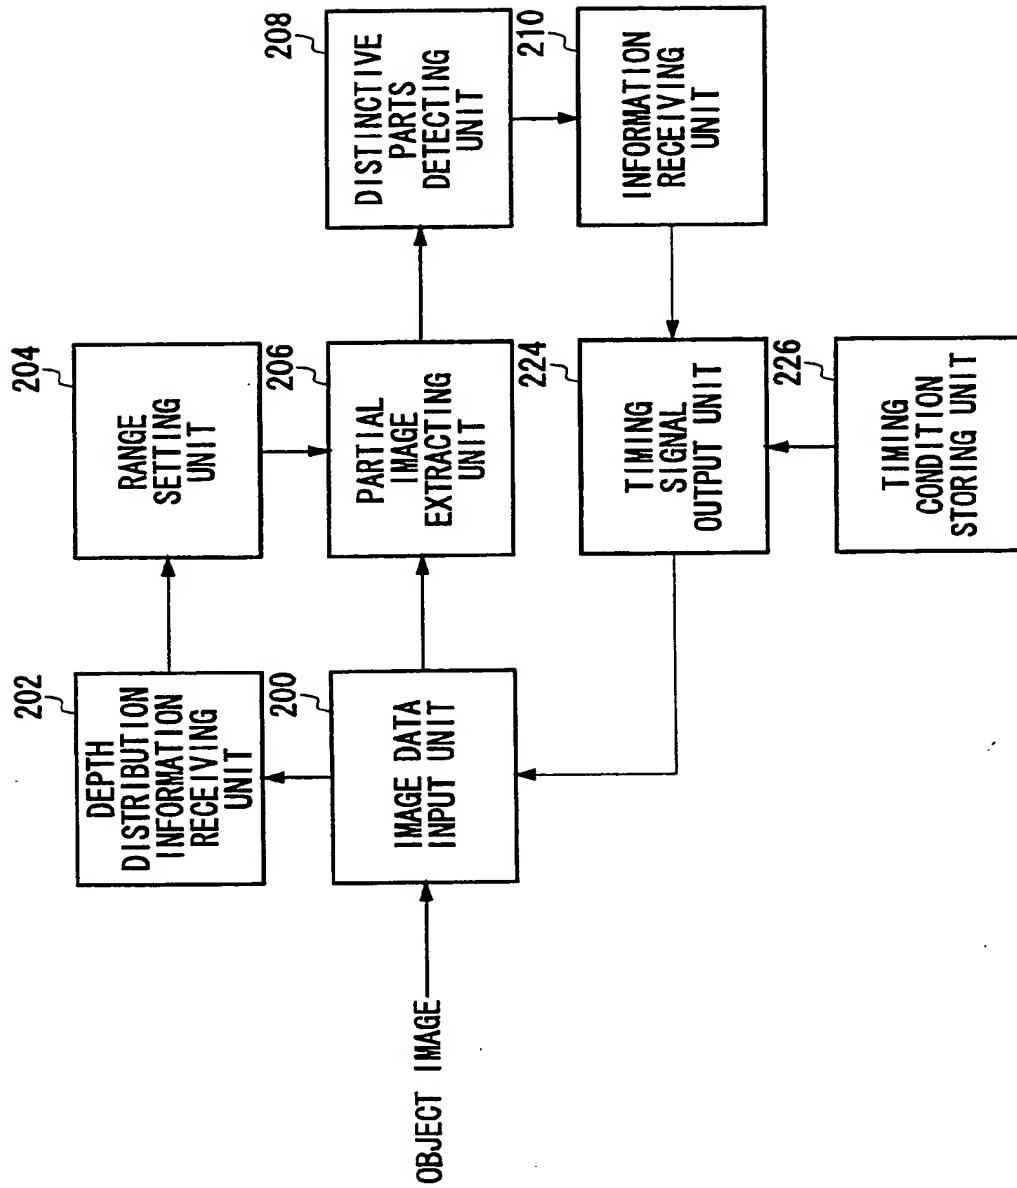 202
DEPTH
DISTRIBUTION
INFORMATION
RECEIVING
UNIT
204
RANGE
SETTING
UNIT
OBJECT IMAGE
200
IMAGE DATA
INPUT UNIT
206
PARTIAL
IMAGE
EXTRACTING
UNIT
208
DISTINCTIVE
PARTS
DETECTING
UNIT
224
TIMING
SIGNAL
OUTPUT UNIT
210
INFORMATION
RECEIVING
UNIT
226
TIMING
CONDITION
STORING UNIT